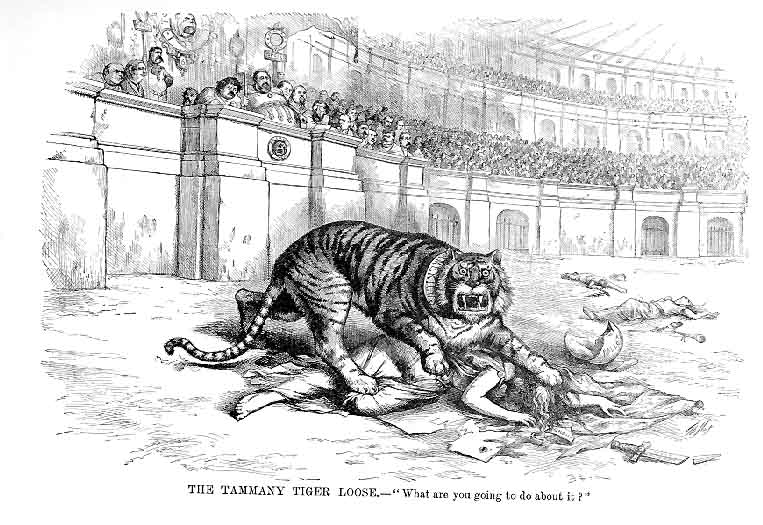 THE TAMMANY TIGER LOOSE.—"What are you going to do about it?"